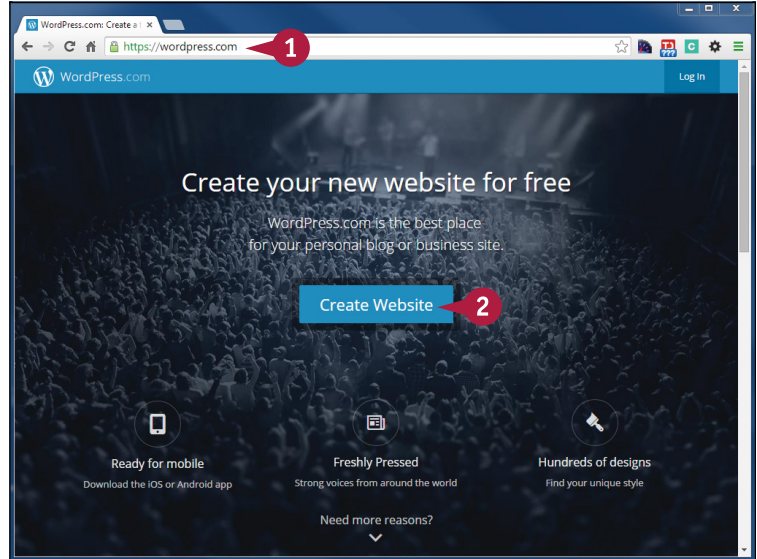 WordPress.com: Create a f
https://wordpress.com
1
T3
???
C
WordPress.com
Log In
Create your new website for free
WordPress.com is the best place
for your personal blog or business site.
Create Website
2
Ready for mobile
Download the iOS or Android app
Freshly Pressed
Strong voices from around the world
Hundreds of designs
Find your unique style
Need more reasons?